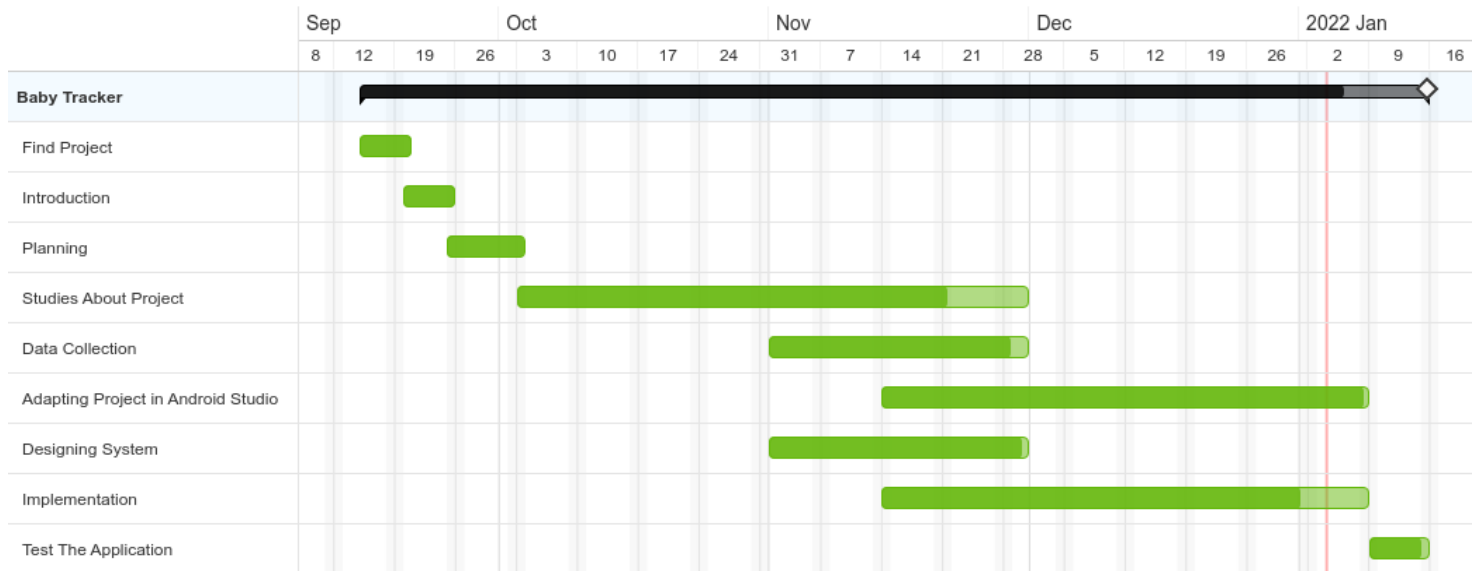 Sep Oct Nov Dec 2022 Jan
8 12 19 26 3 10 17 24 31 7 14 21 28 5 12 19 26 2 9 16
Baby Tracker
Find Project
Introduction
Planning
Studies About Project
Data Collection
Adapting Project in Android Studio
Designing System
Implementation
Test The Application